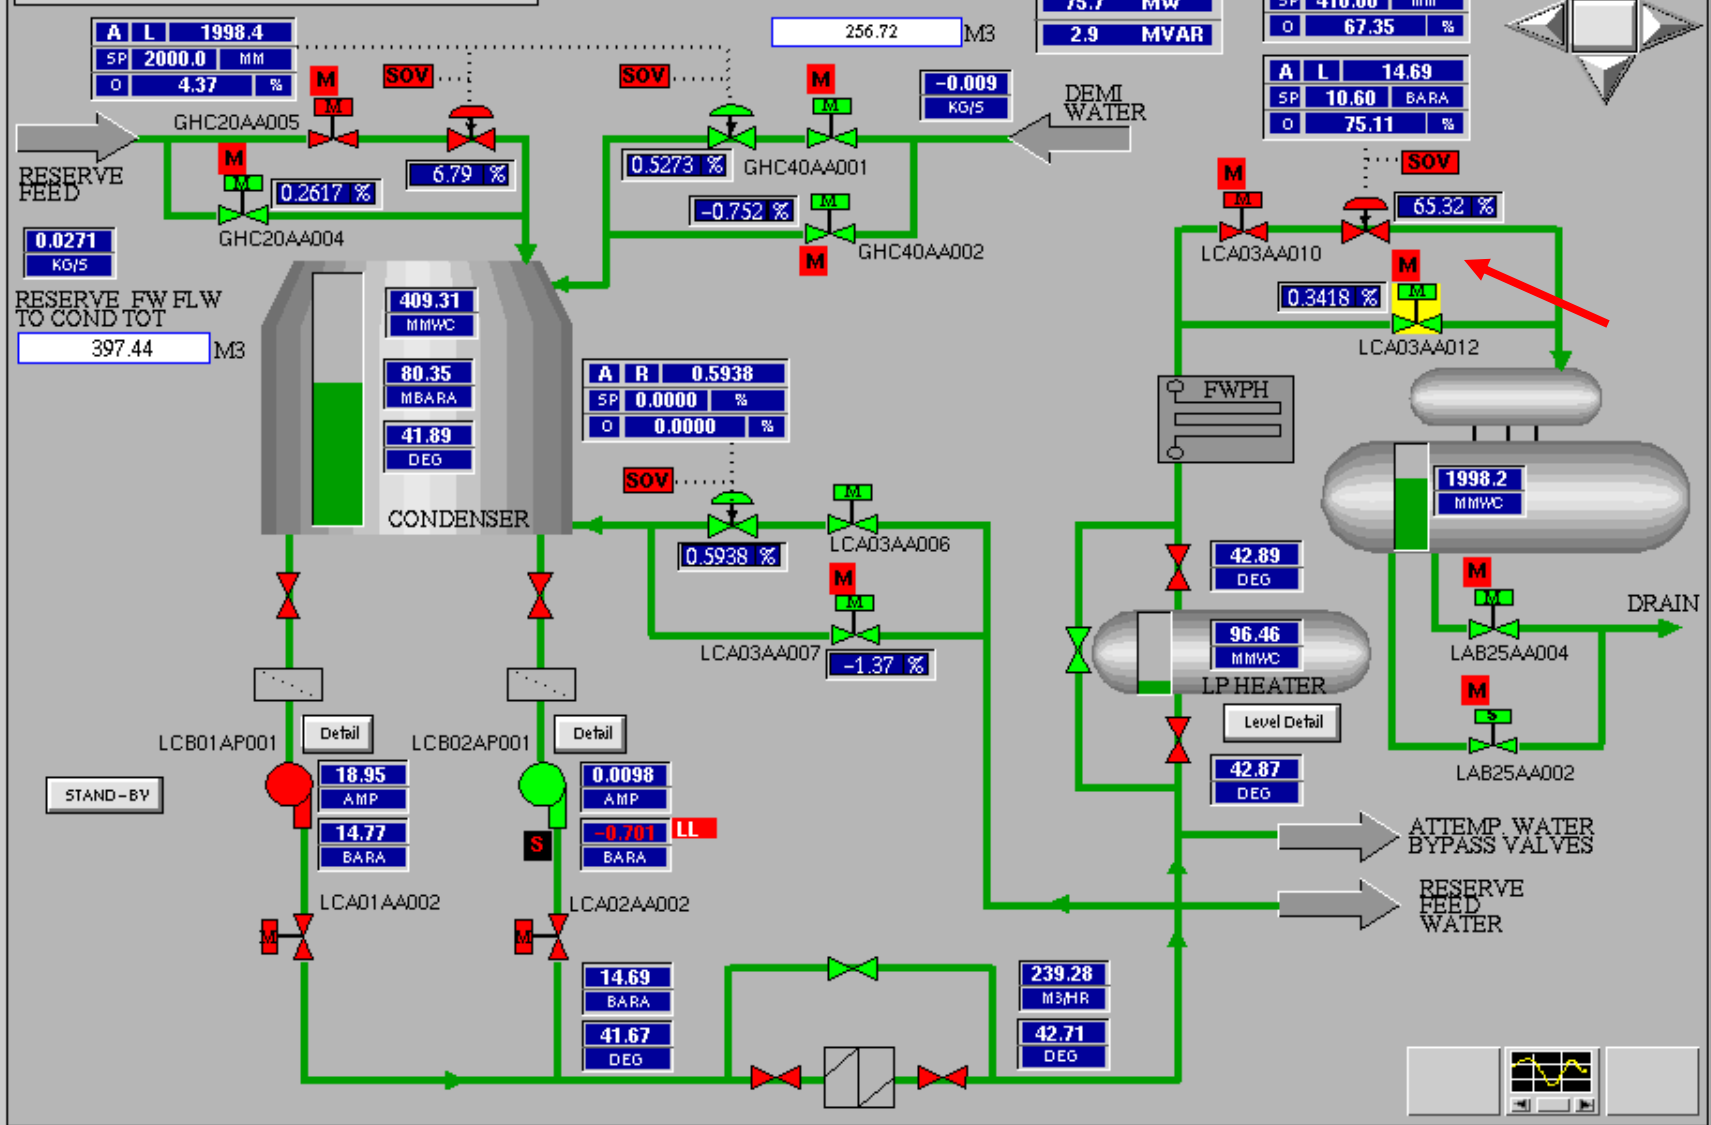 75.7 MW
2.9 MVAR
SP 410.00 MM
O 67.35 %
A L 1998.4
SP 2000.0 MM
O 4.37 %
256.72 M3
A L 14.69
SP 10.60 BARA
O 75.11 %
M
M
SOV
SOV
M
M
-0.009
KG/S
DEMI
WATER
GHC20AA005
RESERVE
FEED
M
M
0.2617 %
6.79 %
GHC20AA004
0.5273 %
GHC40AA001
-0.752 %
M
GHC40AA002
M
SOV
M
M
65.32 %
LCA03AA010
M
M
0.3418 %
LCA03AA012
0.0271
KG/S
RESERVE FW FLW
TO COND TOT
397.44 M3
409.31
MMWC
80.35
MBARA
41.89
DEG
CONDENSER
A R 0.5938
SP 0.0000 %
O 0.0000 %
SOV
M
LCA03AA006
0.5938 %
M
M
LCA03AA007
-1.37 %
FWPH
1998.2
MMWC
42.89
DEG
96.46
MMWC
LP HEATER
Level Detail
42.87
DEG
M
M
DRAIN
LAB25AA004
M
S
LAB25AA002
LCB01AP001
Detail
LCB02AP001
Detail
STAND-BY
18.95
AMP
14.77
BARA
0.0098
AMP
-0.701 LL
BARA
S
LCA01AA002
M
LCA02AA002
M
ATTEMP. WATER
BYPASS VALVES
RESERVE
FEED
WATER
14.69
BARA
41.67
DEG
239.28
M3/HR
42.71
DEG